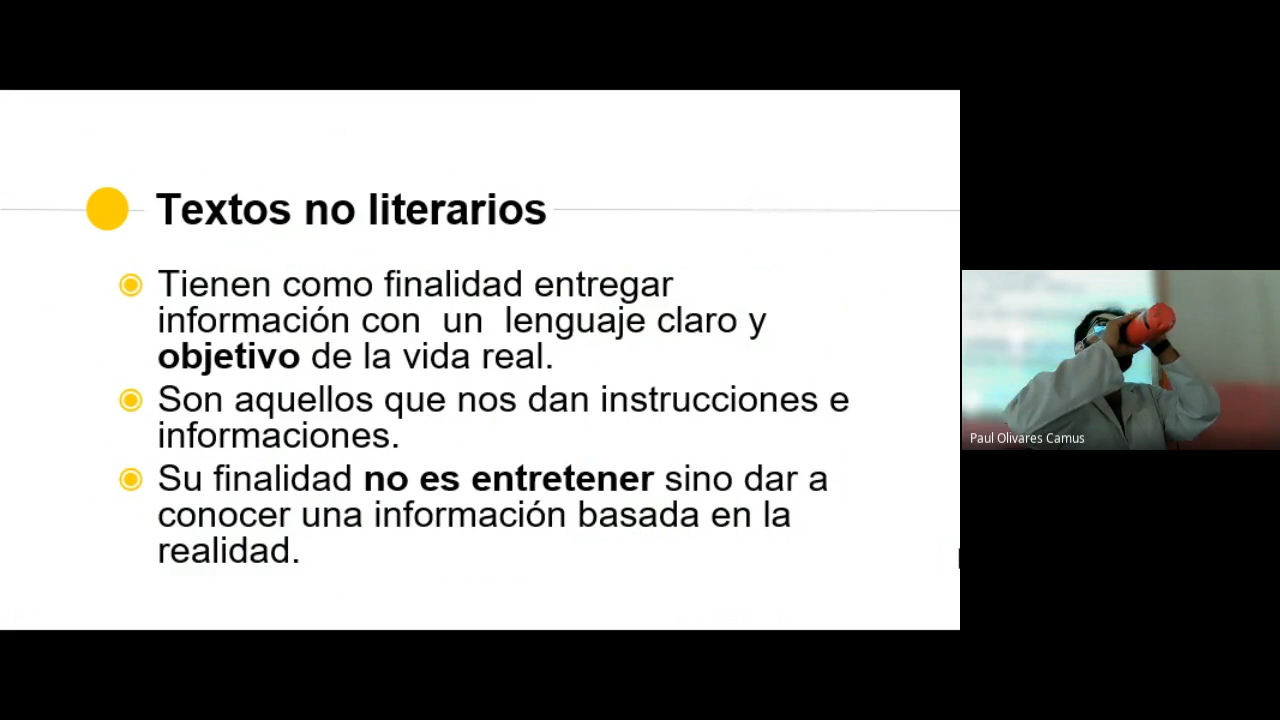 Textos no literarios
Tienen como finalidad entregar
información con un lenguaje claro y
objetivo de la vida real.
Son aquellos que nos dan instrucciones e
informaciones.
Su finalidad no es entretener sino dar a
conocer una información basada en la
realidad.
Paul Olivares Camus